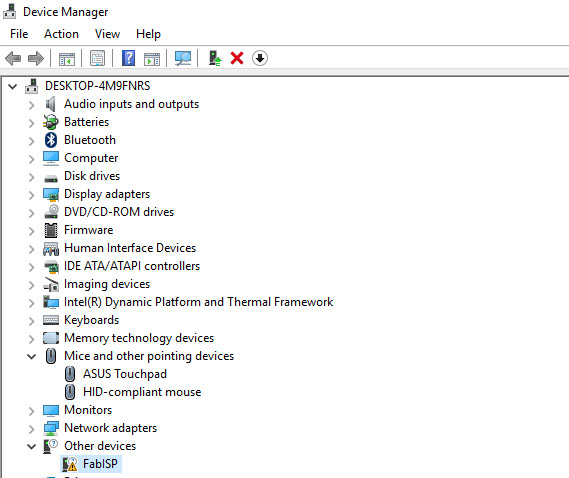 Device Manager
File Action View Help
DESKTOP-4M9FNRS
Audio inputs and outputs
Batteries
Bluetooth
Computer
Disk drives
Display adapters
DVD/CD-ROM drives
Firmware
Human Interface Devices
IDE ATA/ATAPI controllers
Imaging devices
Intel(R) Dynamic Platform and Thermal Framework
Keyboards
Memory technology devices
Mice and other pointing devices
ASUS Touchpad
HID-compliant mouse
Monitors
Network adapters
Other devices
FabISP